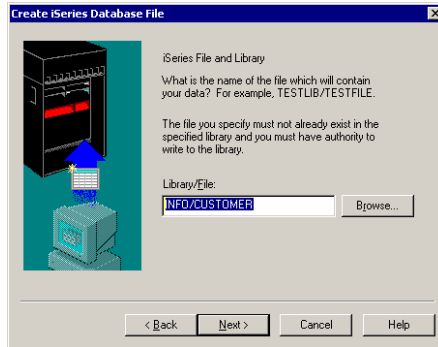 Create iSeries Database File
iSeries File and Library
What is the name of the file which will contain
your data? For example, TESTLIB/TESTFILE.
The file you specify must not already exist in the
specified library and you must have authority to
write to the library.
Library/File:
INFO/CUSTOMER
Browse...
< Back
Next >
Cancel
Help